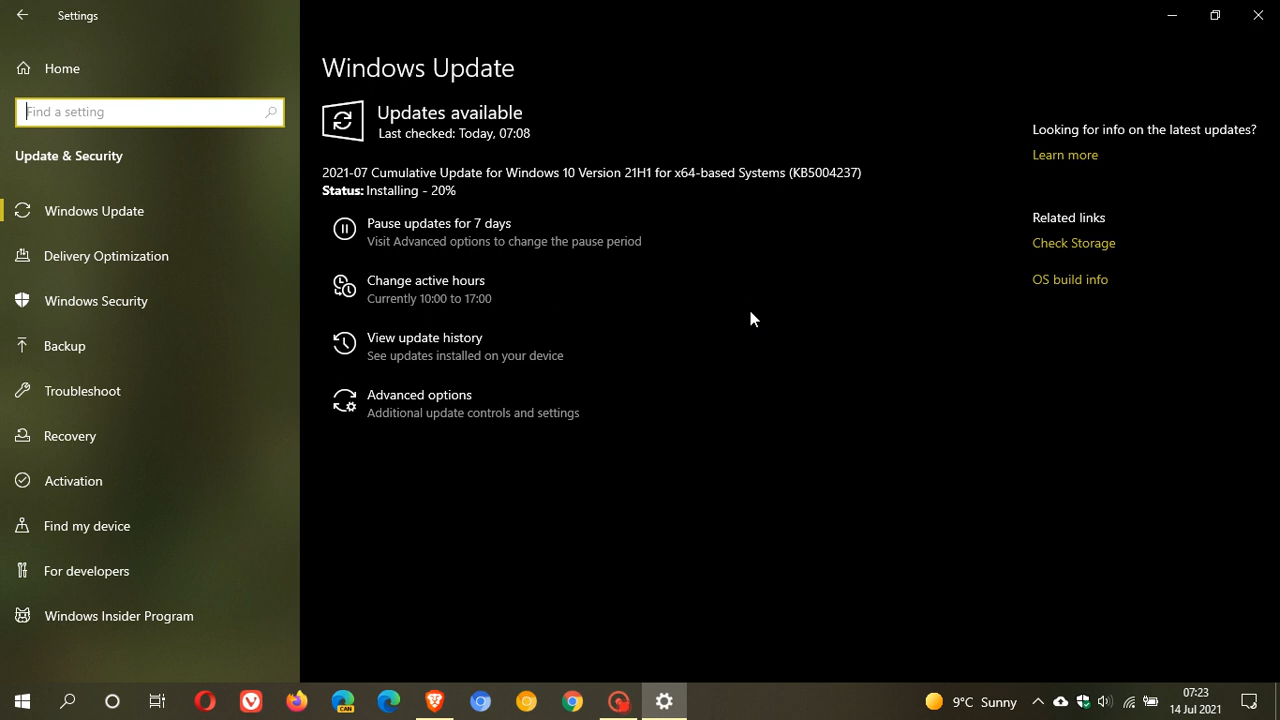 Settings
Home
Find a setting
Update & Security
Windows Update
Delivery Optimization
Windows Security
Backup
Troubleshoot
Recovery
Activation
Find my device
For developers
Windows Insider Program
Windows Update
Updates available
Last checked: Today, 07:08
2021-07 Cumulative Update for Windows 10 Version 21H1 for x64-based Systems (KB5004237)
Status: Installing - 20%
Pause updates for 7 days
Visit Advanced options to change the pause period
Change active hours
Currently 10:00 to 17:00
View update history
See updates installed on your device
Advanced options
Additional update controls and settings
Looking for info on the latest updates?
Learn more
Related links
Check Storage
OS build info
CAN
9°C Sunny
07:23
14 Jul 2021